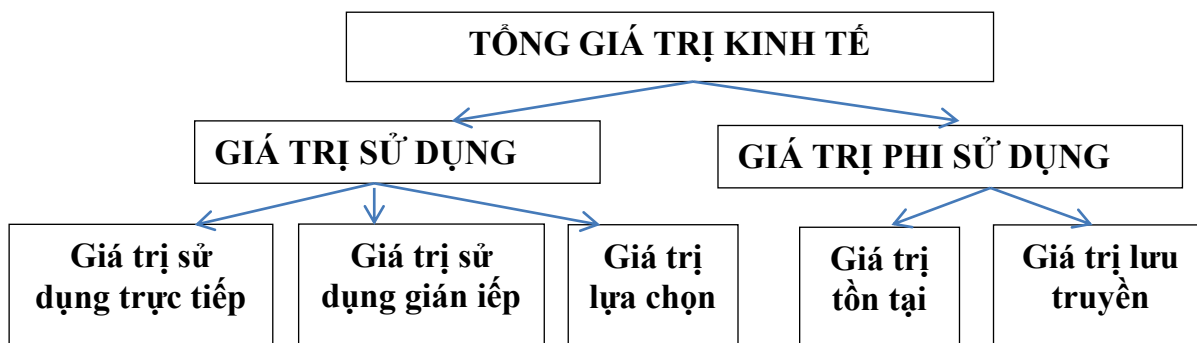 TỔNG GIÁ TRỊ KINH TẾ
GIÁ TRỊ SỬ DỤNG
GIÁ TRỊ PHI SỬ DỤNG
Giá trị sử
dụng trực tiếp
Giá trị sử
dụng gián iếp
Giá trị
lựa chọn
Giá trị
tồn tại
Giá trị lưu
truyền